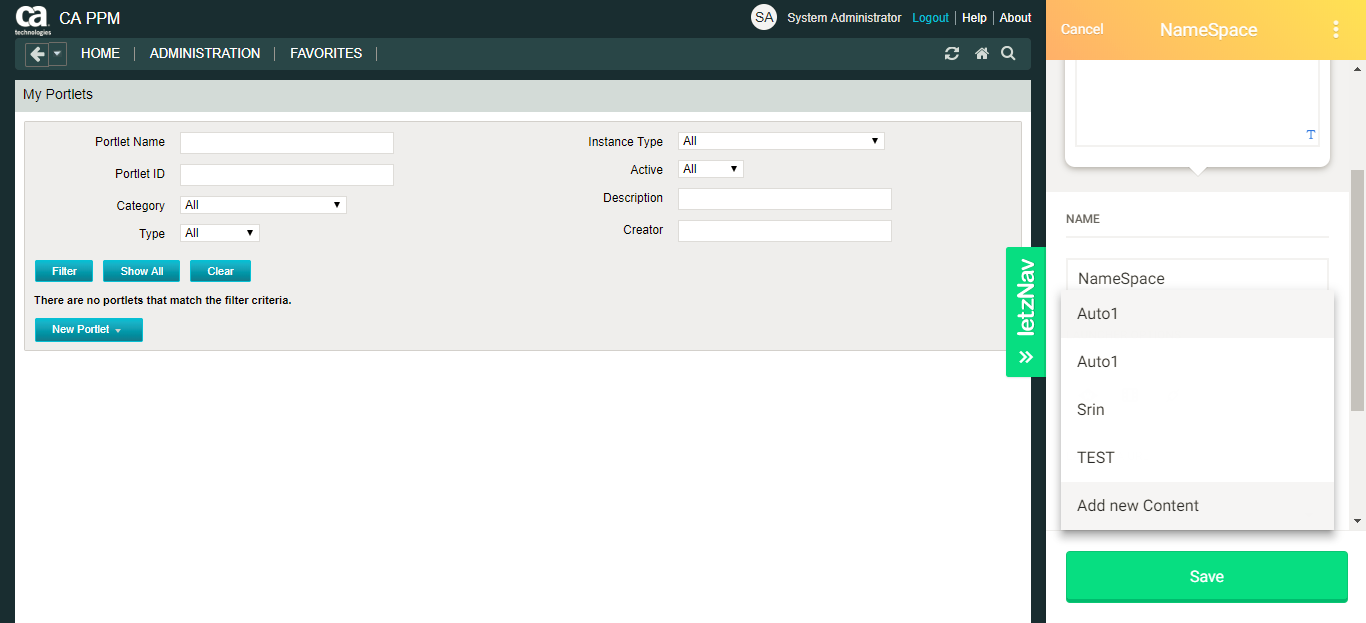 ca
technologies
CA PPM
SA System Administrator Logout Help About
HOME ADMINISTRATION FAVORITES
My Portlets
Portlet Name
Portlet ID
Category All
Type All
Instance Type All
Active All
Description
Creator
Filter Show All Clear
There are no portlets that match the filter criteria.
New Portlet
letzNav
Cancel NameSpace
T
NAME
NameSpace
Auto1
Auto1
Srin
TEST
Add new Content
Save